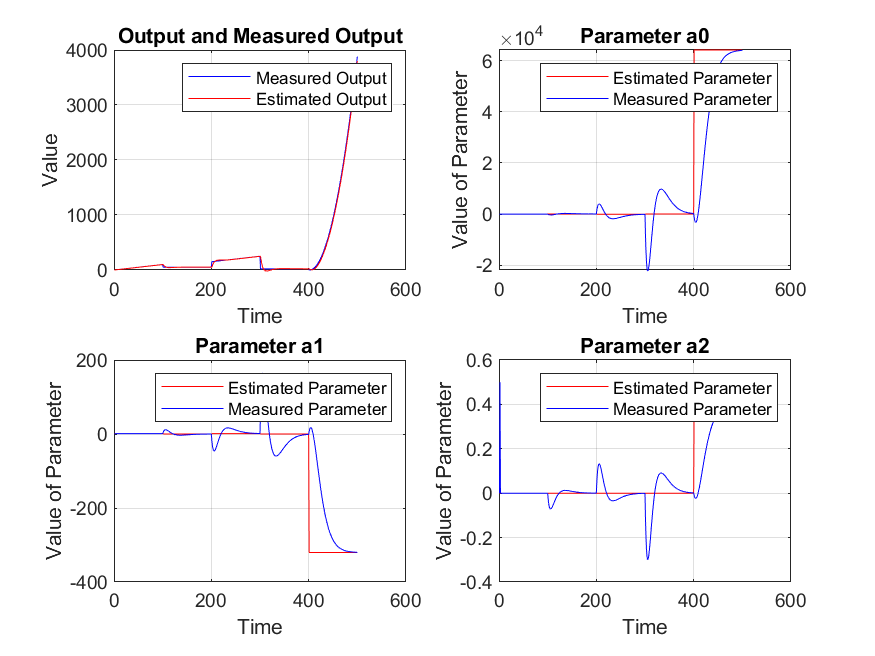 Output and Measured Output
4000
3000
2000
1000
0
0
200
400
600
Value
Time
Measured Output
Estimated Output
×10⁴
Parameter a0
6
4
2
0
-2
0
200
400
600
Value of Parameter
Time
Estimated Parameter
Measured Parameter
Parameter a1
200
0
-200
-400
0
200
400
600
Value of Parameter
Time
Estimated Parameter
Measured Parameter
Parameter a2
0.6
0.4
0.2
0
-0.2
-0.4
0
200
400
600
Value of Parameter
Time
Estimated Parameter
Measured Parameter